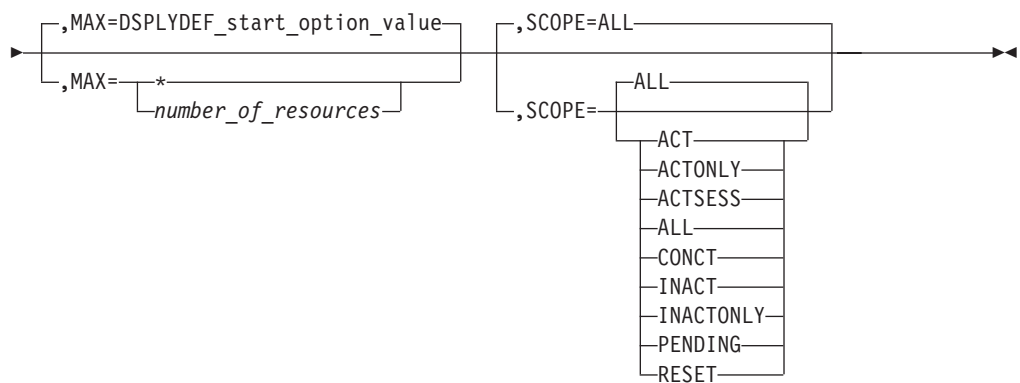 ,MAX=DSPLYDEF_start_option_value
,MAX=
*
number_of_resources
,SCOPE=ALL
,SCOPE=
ALL
ACT
ACTONLY
ACTSESS
ALL
CONCT
INACT
INACTONLY
PENDING
RESET